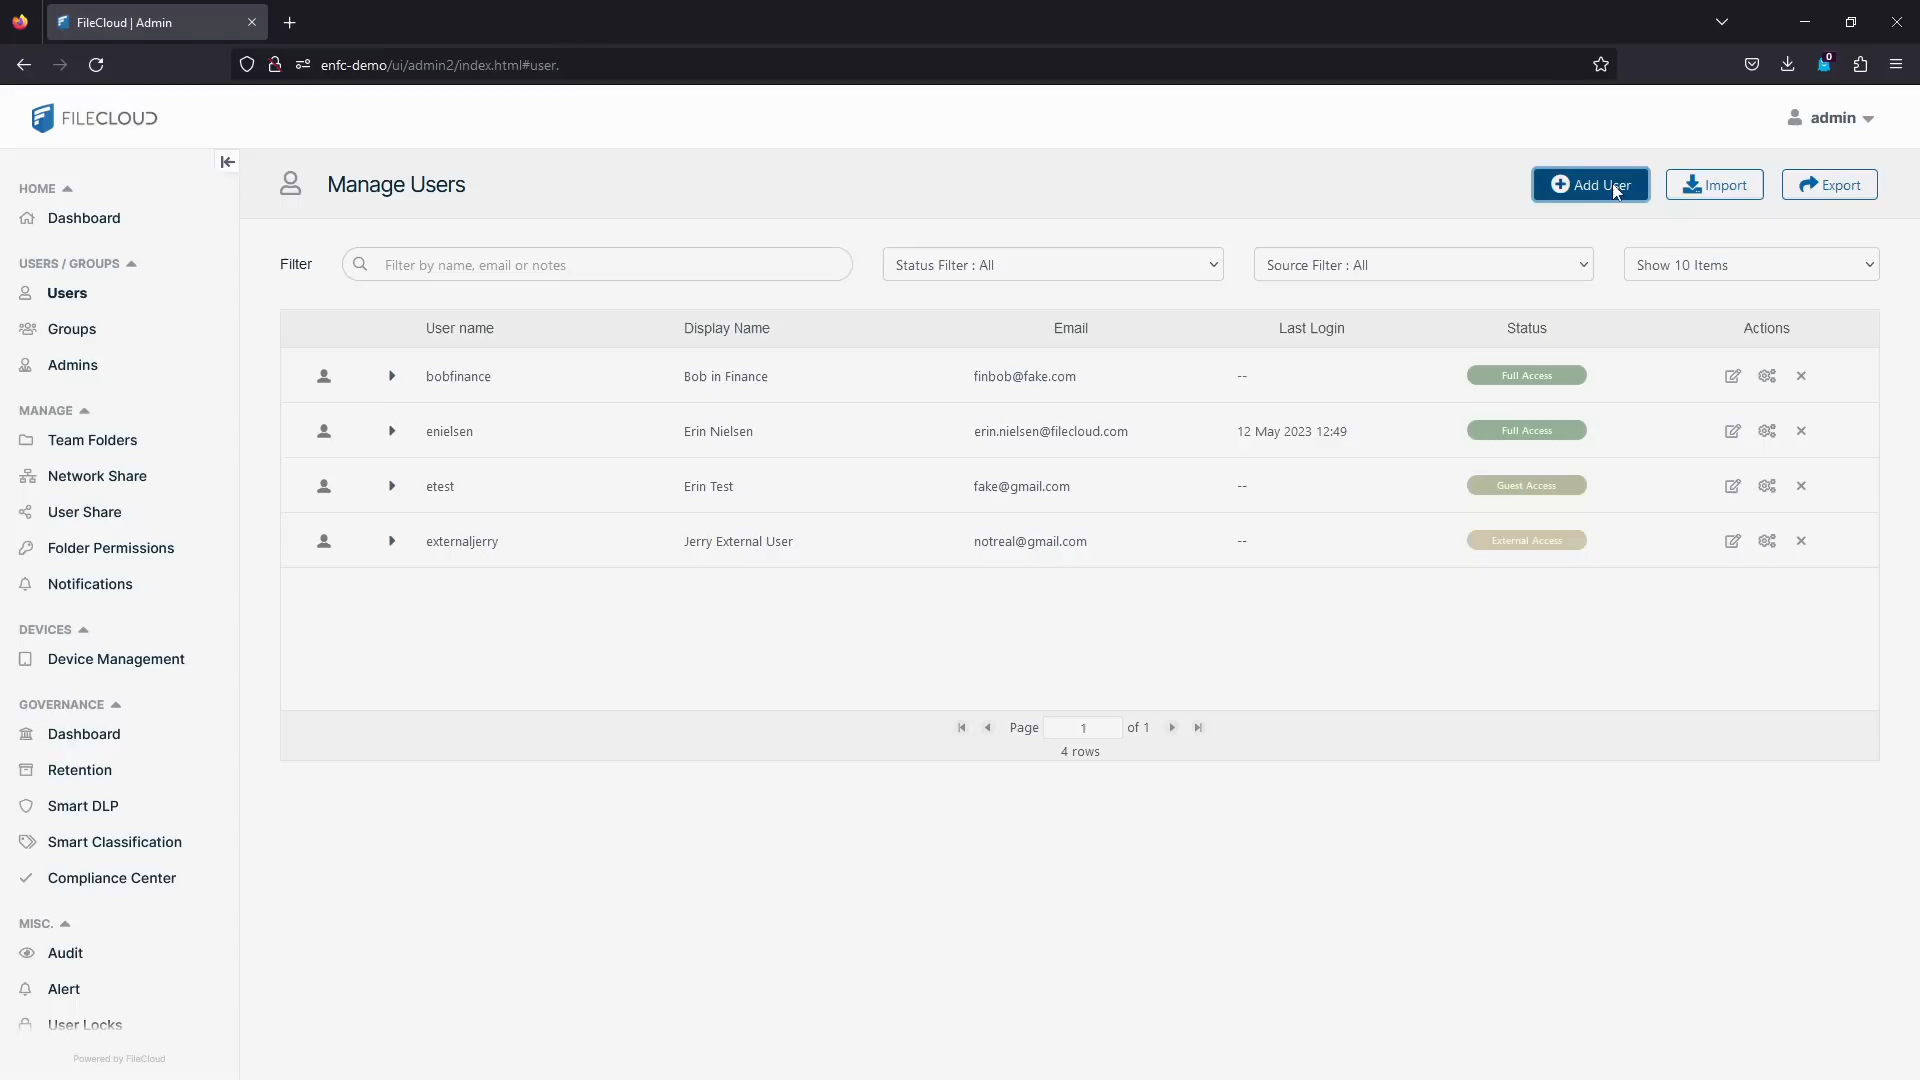 FileCloud | Admin
0
enfc-demo/ui/admin2/index.html#user.
FILECLOUD
admin
HOME
Dashboard
USERS / GROUPS
Users
Groups
Admins
MANAGE
Team Folders
Network Share
User Share
Folder Permissions
Notifications
DEVICES
Device Management
GOVERNANCE
Dashboard
Retention
Smart DLP
Smart Classification
Compliance Center
MISC.
Audit
Alert
User Locks
Powered by FileCloud
Manage Users
Add User
Import
Export
Filter
Filter by name, email or notes
Status Filter : All
Source Filter : All
Show 10 Items
User name Display Name Email Last Login Status Actions
bobfinance Bob in Finance finbob@fake.com -- Full Access
enielsen Erin Nielsen erin.nielsen@filecloud.com 12 May 2023 12:49 Full Access
etest Erin Test fake@gmail.com -- Guest Access
externaljerry Jerry External User notreal@gmail.com -- External Access
Page 1 of 1
4 rows